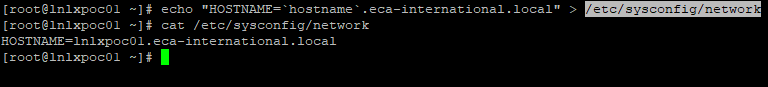 [root@lnlxpoc01 ~]# echo "HOSTNAME=`hostname`.eca-international.local" > /etc/sysconfig/network
[root@lnlxpoc01 ~]# cat /etc/sysconfig/network
HOSTNAME=lnlxpoc01.eca-international.local
[root@lnlxpoc01 ~]#